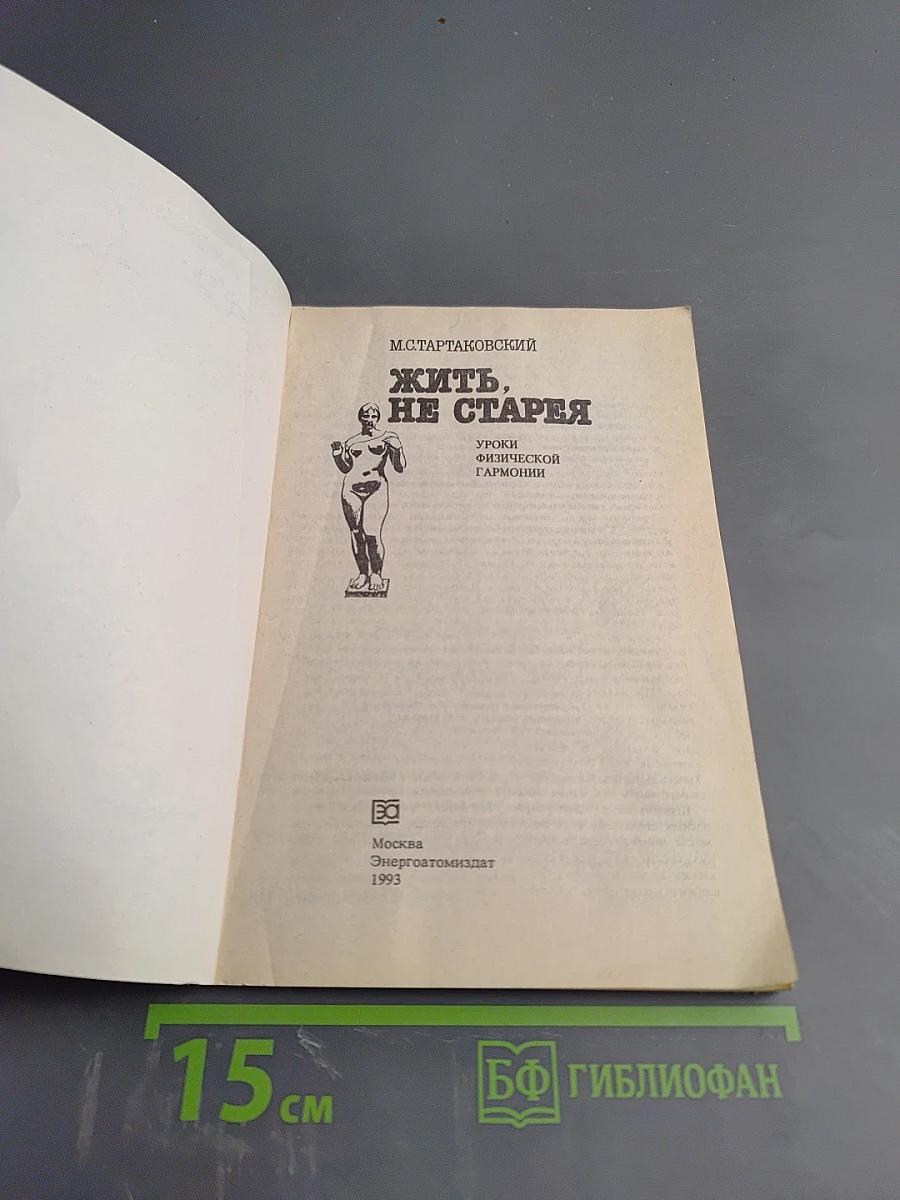 М.С.ТАРТАКОВСКИЙ
ЖИТЬ,
НЕ СТАРЕЯ
УРОКИ
ФИЗИЧЕСКОЙ
ГАРМОНИИ
Москва
Энергоатомиздат
1993
15 см
БФ ГИБЛИОФАН